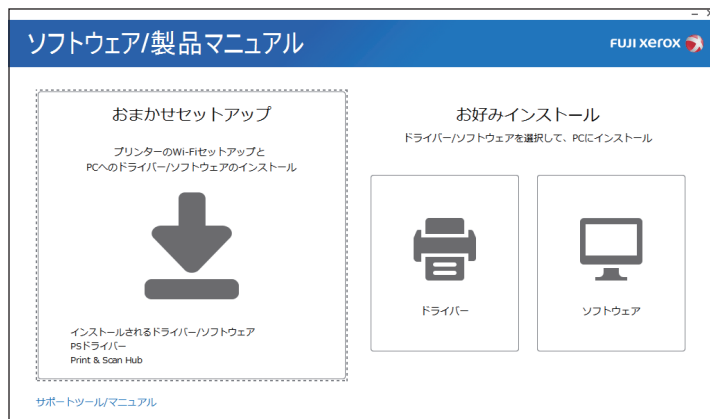 ソフトウェア/製品マニュアル
FUJI xerox
おまかせセットアップ
プリンターのWi-Fiセットアップと
PCへのドライバー/ソフトウェアのインストール
インストールされるドライバー/ソフトウェア
PSドライバー
Print & Scan Hub
お好みインストール
ドライバー/ソフトウェアを選択して、PCにインストール
ドライバー
ソフトウェア
サポートツール/マニュアル